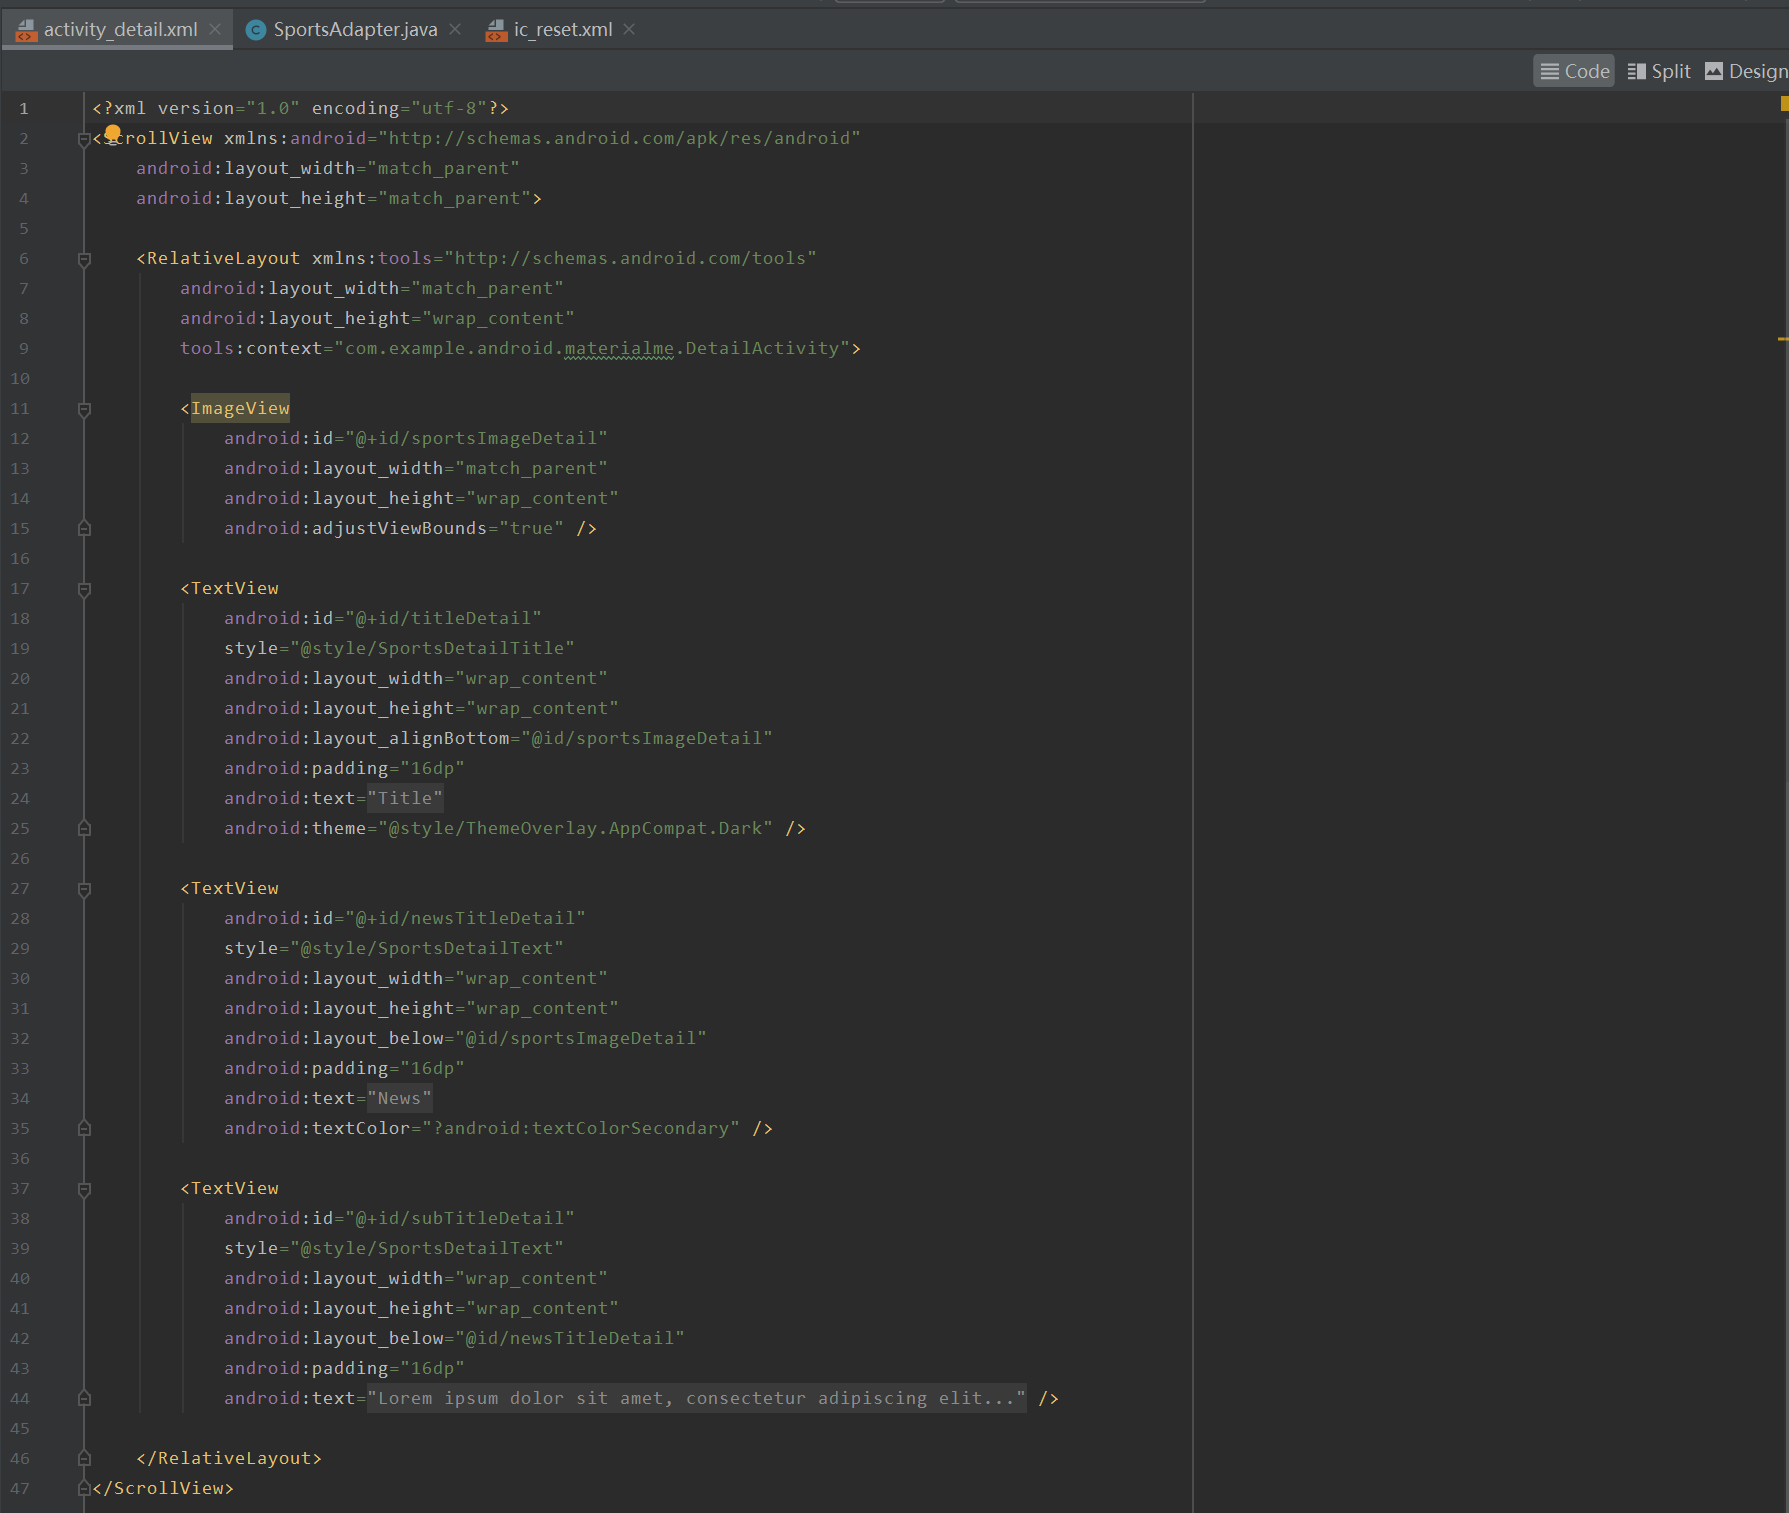 activity_detail.xml
SportsAdapter.java
ic_reset.xml
Code
Split
Design
1 <?xml version="1.0" encoding="utf-8"?>
2 <ScrollView xmlns:android="http://schemas.android.com/apk/res/android"
3 android:layout_width="match_parent"
4 android:layout_height="match_parent">
5
6 <RelativeLayout xmlns:tools="http://schemas.android.com/tools"
7 android:layout_width="match_parent"
8 android:layout_height="wrap_content"
9 tools:context="com.example.android.materialme.DetailActivity">
10
11 <ImageView
12 android:id="@+id/sportsImageDetail"
13 android:layout_width="match_parent"
14 android:layout_height="wrap_content"
15 android:adjustViewBounds="true" />
16
17 <TextView
18 android:id="@+id/titleDetail"
19 style="@style/SportsDetailTitle"
20 android:layout_width="wrap_content"
21 android:layout_height="wrap_content"
22 android:layout_alignBottom="@id/sportsImageDetail"
23 android:padding="16dp"
24 android:text="Title"
25 android:theme="@style/ThemeOverlay.AppCompat.Dark" />
26
27 <TextView
28 android:id="@+id/newsTitleDetail"
29 style="@style/SportsDetailText"
30 android:layout_width="wrap_content"
31 android:layout_height="wrap_content"
32 android:layout_below="@id/sportsImageDetail"
33 android:padding="16dp"
34 android:text="News"
35 android:textColor="?android:textColorSecondary" />
36
37 <TextView
38 android:id="@+id/subTitleDetail"
39 style="@style/SportsDetailText"
40 android:layout_width="wrap_content"
41 android:layout_height="wrap_content"
42 android:layout_below="@id/newsTitleDetail"
43 android:padding="16dp"
44 android:text="Lorem ipsum dolor sit amet, consectetur adipiscing elit..." />
45
46 </RelativeLayout>
47 </ScrollView>